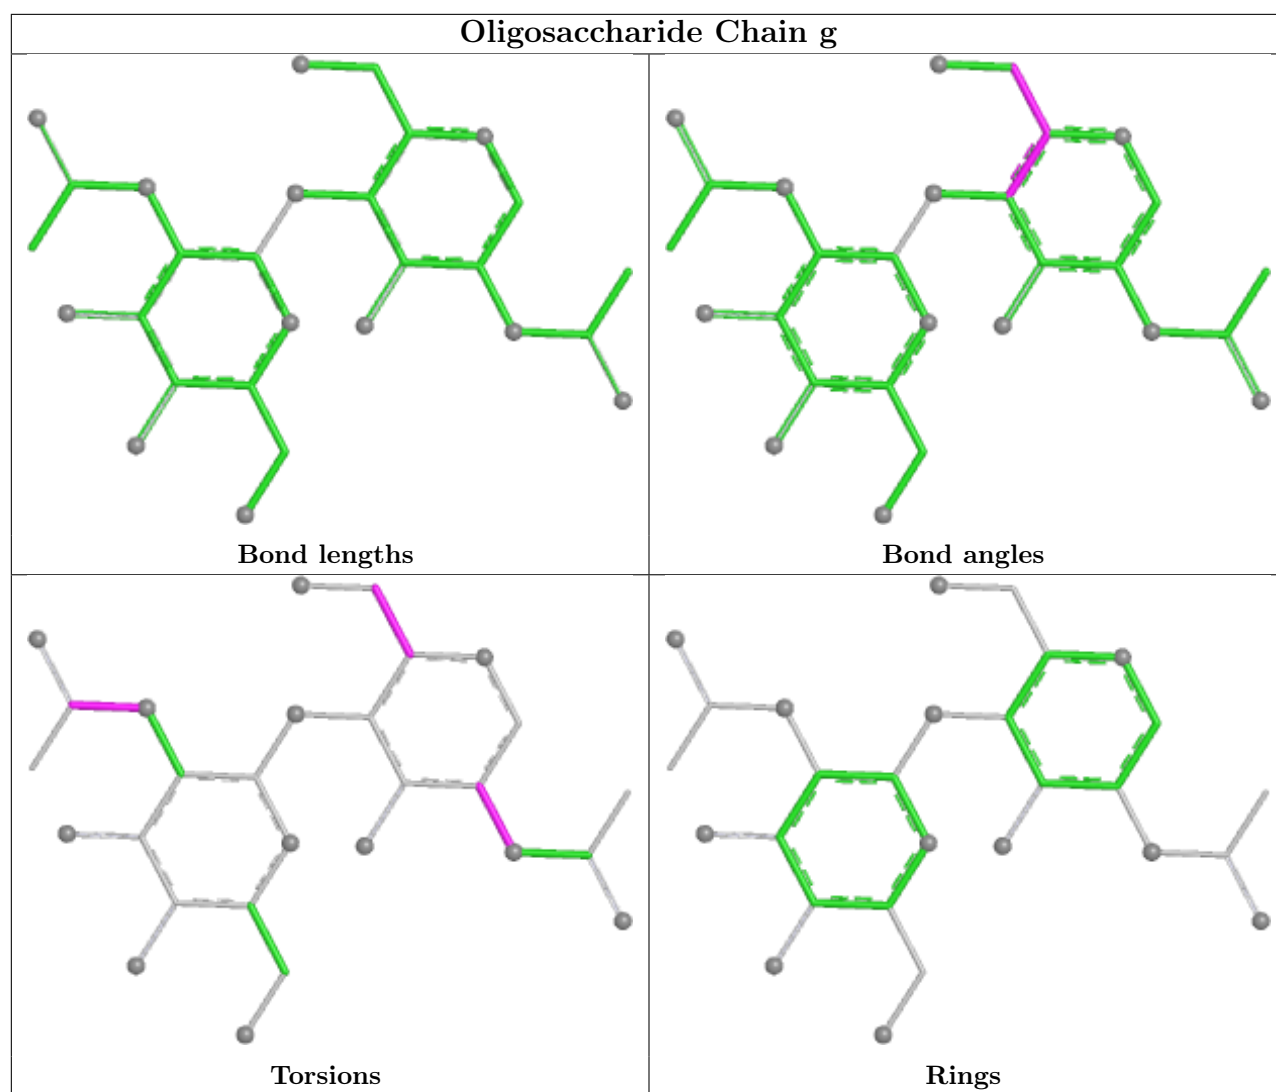 Oligosaccharide Chain g
Bond lengths
Bond angles
Torsions
Rings